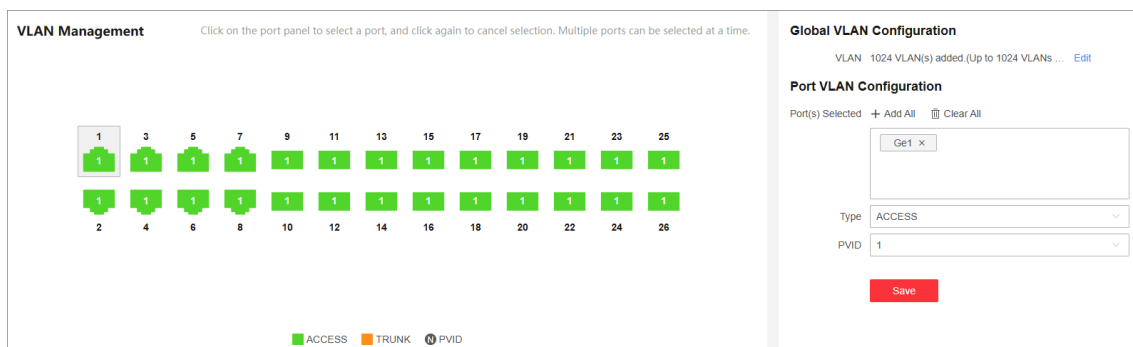 VLAN Management
Click on the port panel to select a port, and click again to cancel selection. Multiple ports can be selected at a time.
1 3 5 7 9 11 13 15 17 19 21 23 25
1 1 1 1 1 1 1 1 1 1 1 1 1
1 1 1 1 1 1 1 1 1 1 1 1 1
2 4 6 8 10 12 14 16 18 20 22 24 26
ACCESS TRUNK N PVID
Global VLAN Configuration
VLAN 1024 VLAN(s) added.(Up to 1024 VLANs ... Edit
Port VLAN Configuration
Port(s) Selected + Add All Clear All
Ge1 ×
Type ACCESS
PVID 1
Save